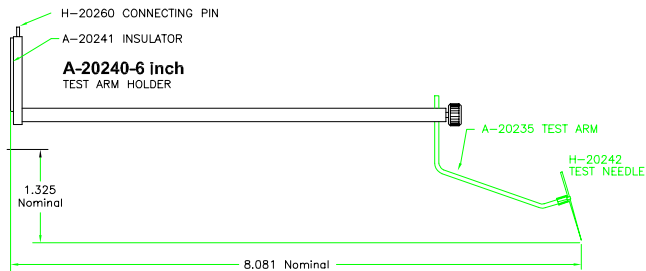 H-20260 CONNECTING PIN
A-20241 INSULATOR
A-20240-6 inch
TEST ARM HOLDER
A-20235 TEST ARM
H-20242
TEST NEEDLE
1.325
Nominal
8.081 Nominal